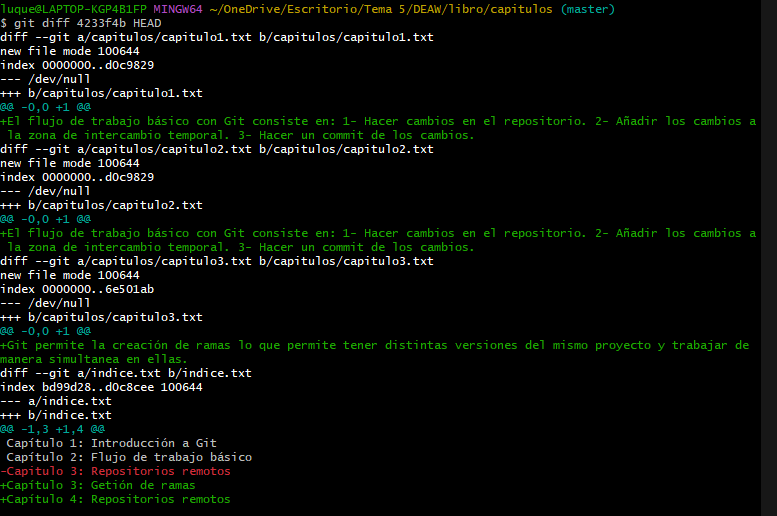 luque@LAPTOP-KGP4B1FP MINGW64 ~/OneDrive/Escritorio/Tema 5/DEAW/libro/capitulos (master)
$ git diff 4233f4b HEAD
diff --git a/capitulos/capitulo1.txt b/capitulos/capitulo1.txt
new file mode 100644
index 0000000..d0c9829
--- /dev/null
+++ b/capitulos/capitulo1.txt
@@ -0,0 +1 @@
+El flujo de trabajo básico con Git consiste en: 1- Hacer cambios en el repositorio. 2- Añadir los cambios a
 la zona de intercambio temporal. 3- Hacer un commit de los cambios.
diff --git a/capitulos/capitulo2.txt b/capitulos/capitulo2.txt
new file mode 100644
index 0000000..d0c9829
--- /dev/null
+++ b/capitulos/capitulo2.txt
@@ -0,0 +1 @@
+El flujo de trabajo básico con Git consiste en: 1- Hacer cambios en el repositorio. 2- Añadir los cambios a
 la zona de intercambio temporal. 3- Hacer un commit de los cambios.
diff --git a/capitulos/capitulo3.txt b/capitulos/capitulo3.txt
new file mode 100644
index 0000000..6e501ab
--- /dev/null
+++ b/capitulos/capitulo3.txt
@@ -0,0 +1 @@
+Git permite la creación de ramas lo que permite tener distintas versiones del mismo proyecto y trabajar de
manera simultanea en ellas.
diff --git a/indice.txt b/indice.txt
index bd99d28..d0c8cee 100644
--- a/indice.txt
+++ b/indice.txt
@@ -1,3 +1,4 @@
 Capítulo 1: Introducción a Git
 Capítulo 2: Flujo de trabajo básico
-Capítulo 3: Repositorios remotos
+Capítulo 3: Getión de ramas
+Capítulo 4: Repositorios remotos